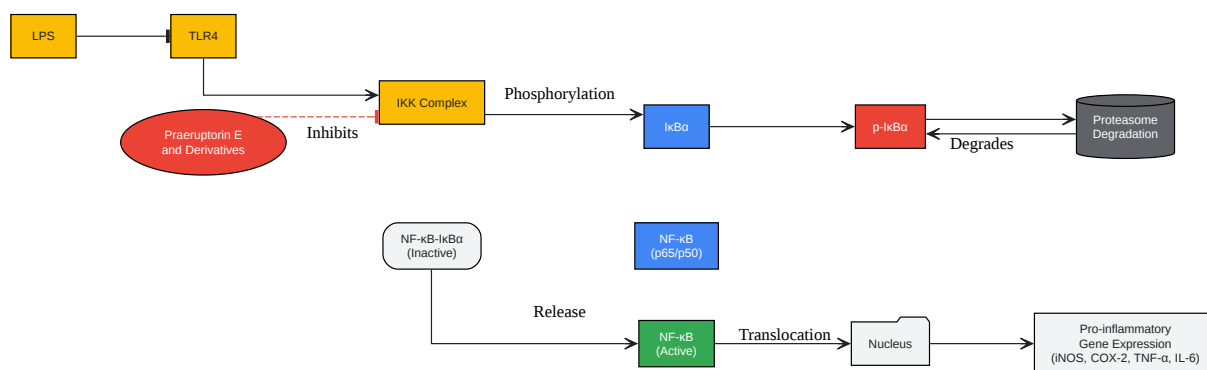 LPS
TLR4
IKK Complex
Phosphorylation
Praeruptorin E
and Derivatives
Inhibits
IκBα
p-IκBα
Proteasome
Degradation
Degrades
NF-κB-IκBα
(Inactive)
NF-κB
(p65/p50)
Release
NF-κB
(Active)
Translocation
Nucleus
Pro-inflammatory
Gene Expression
(iNOS, COX-2, TNF-α, IL-6)